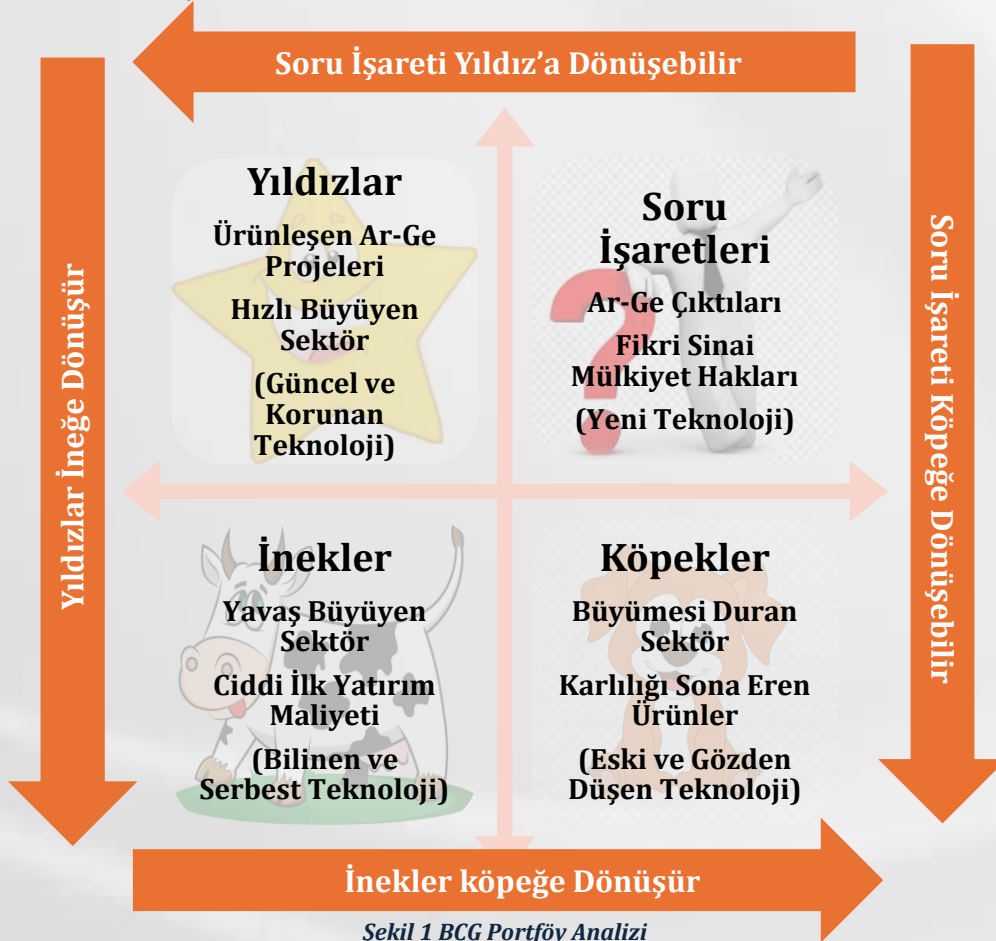 Soru İşareti Yıldız'a Dönüşebilir
Yıldızlar İneğe Dönüşür
Yıldızlar
Ürünleşen Ar-Ge
Projeleri
Hızlı Büyüyen
Sektör
(Güncel ve
Korunan
Teknoloji)
Soru
İşaretleri
Ar-Ge Çıktıları
Fikri Sinai
Mülkiyet Hakları
(Yeni Teknoloji)
Soru İşareti Köpeğe Dönüşebilir
İnekler
Yavaş Büyüyen
Sektör
Ciddi İlk Yatırım
Maliyeti
(Bilinen ve
Serbest Teknoloji)
Köpekler
Büyümesi Duran
Sektör
Karlılığı Sona Eren
Ürünler
(Eski ve Gözden
Düşen Teknoloji)
İnekler köpeğe Dönüşür
Şekil 1 BCG Portföy Analizi